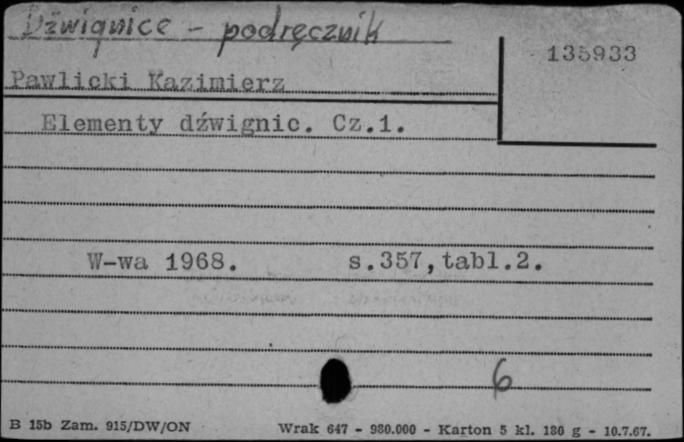 Dźwignice - podręcznik
135933
Pawlicki Kazimierz
Elementy dźwignic. Cz.1.
W-wa 1968. s.357,tabl.2.
6
B 15b Zam. 915/DW/ON Wrak 647 - 980.000 - Karton 5 kl. 180 g - 10.7.67.